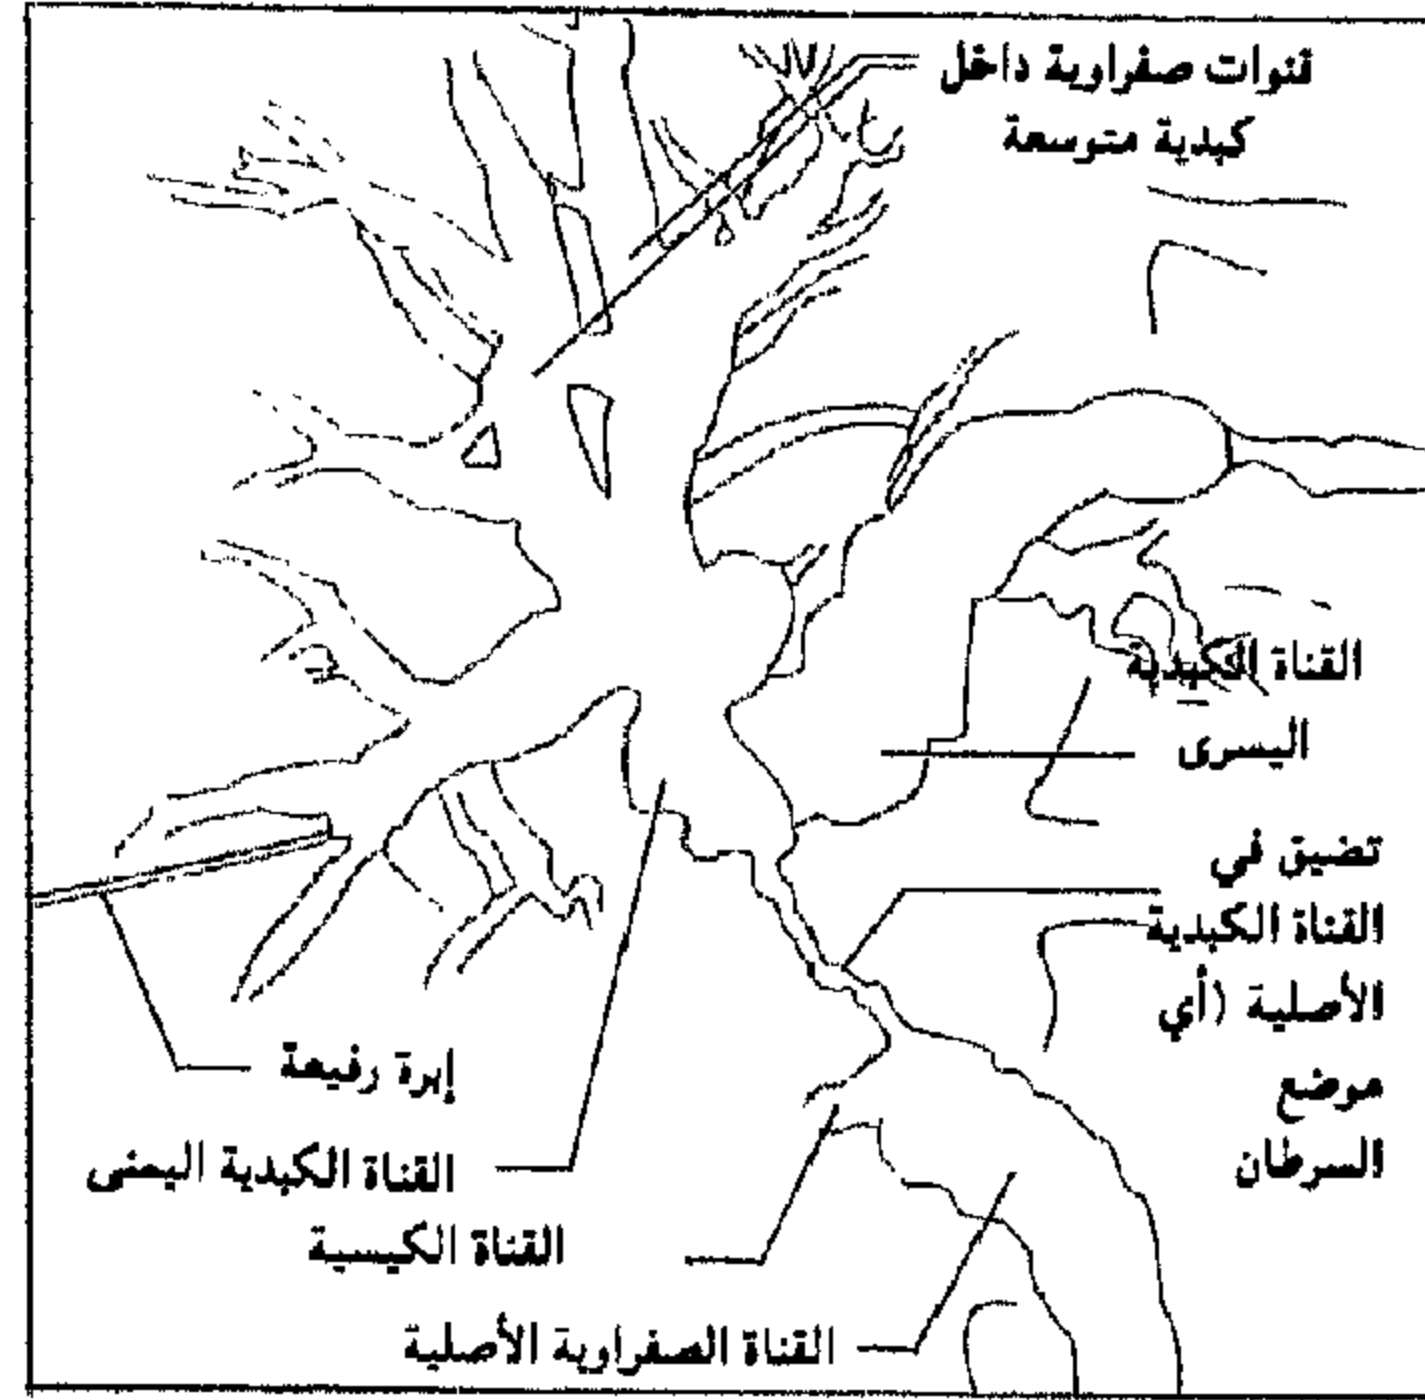 قنوات صفراوية داخل
كبدية متوسعة
القناة الكبدية
اليسرى
تضيق في
القناة الكبدية
الأصلية (أي
موضع
السرطان
إبرة رفيعة
القناة الكبدية اليمنى
القناة الكيسية
القناة الصفراوية الأصلية